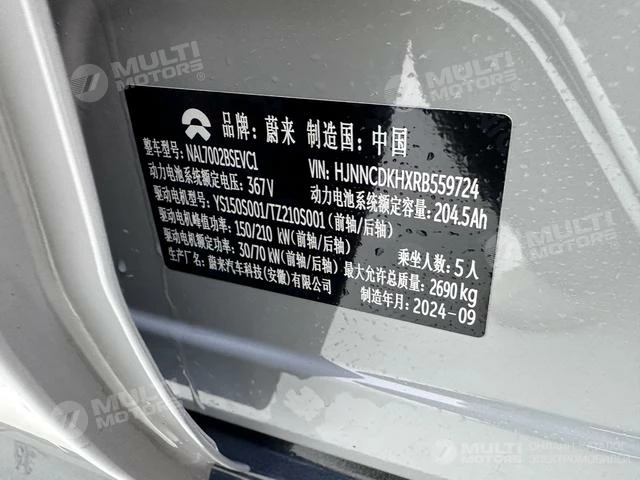 MULTI
MOTORS
MULTI
MOTORS
品牌: 蔚来 制造国: 中国
整车型号: NAL7002BSEVC1
VIN: HJNNCDKHXRB559724
动力电池系统额定电压: 367V
动力电池系统额定容量: 204.5Ah
驱动电机型号: YS150S001/TZ210S001 (前轴/后轴)
驱动电机峰值功率: 150/210 kW (前轴/后轴)
乘坐人数: 5人
驱动电机额定功率: 30/70 kW (前轴/后轴)
最大允许总质量: 2690 kg
生产厂名: 蔚来汽车科技(安徽)有限公司
制造年月: 2024-09
MULTI
MOTORS
MULTI
MOTORS
MULTI
MOTORS